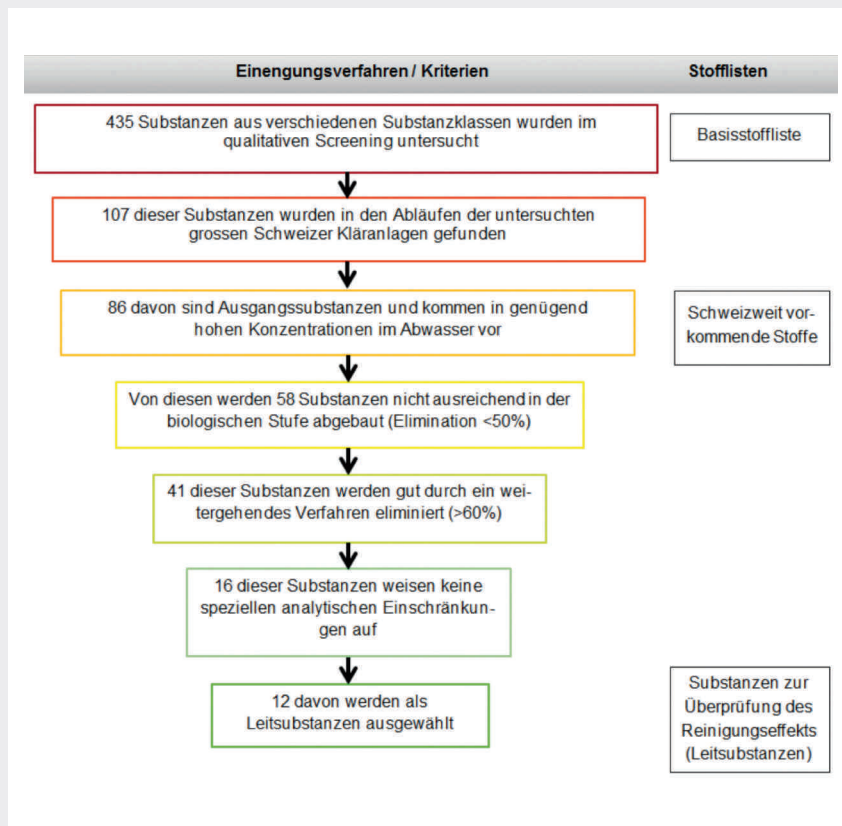 Einengungsverfahren / Kriterien
Stofflisten
435 Substanzen aus verschiedenen Substanzklassen wurden im
qualitativen Screening untersucht
Basisstoffliste
107 dieser Substanzen wurden in den Abläufen der untersuchten
grossen Schweizer Kläranlagen gefunden
86 davon sind Ausgangssubstanzen und kommen in genügend
hohen Konzentrationen im Abwasser vor
Schweizweit vor-
kommende Stoffe
Von diesen werden 58 Substanzen nicht ausreichend in der
biologischen Stufe abgebaut (Elimination <50%)
41 dieser Substanzen werden gut durch ein wei-
tergehendes Verfahren eliminiert (>60%)
16 dieser Substanzen weisen keine
speziellen analytischen Einschränkun-
gen auf
12 davon werden als
Leitsubstanzen ausgewählt
Substanzen zur
Überprüfung des
Reinigungseffekts
(Leitsubstanzen)